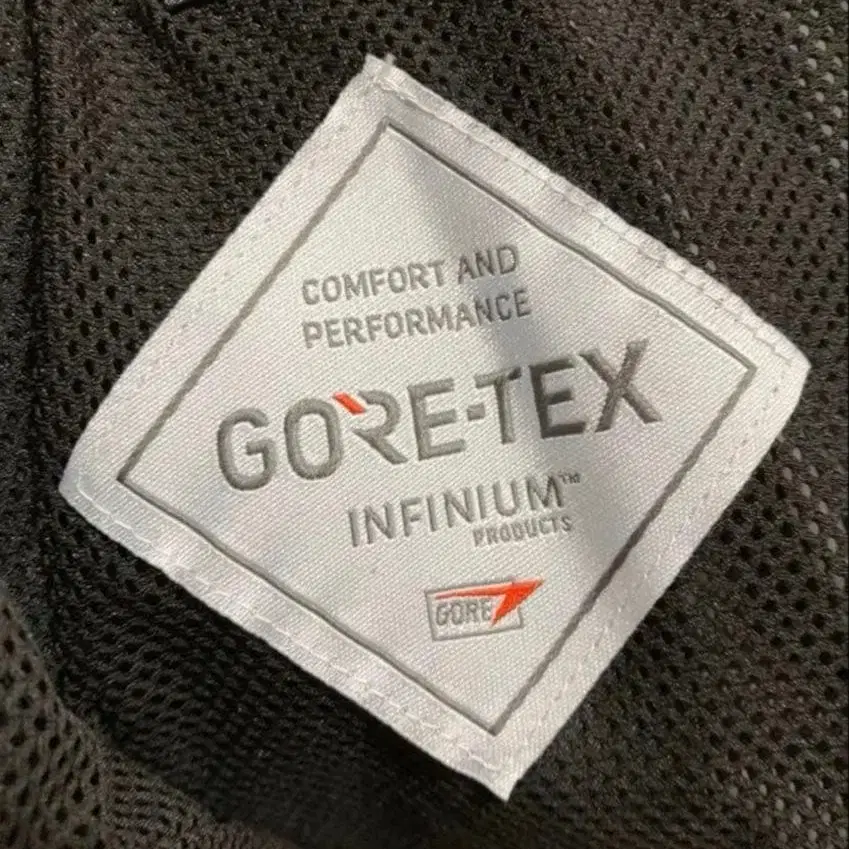 COMFORT AND
PERFORMANCE
GORE-TEX
INFINIUM™
PRODUCTS
GORE